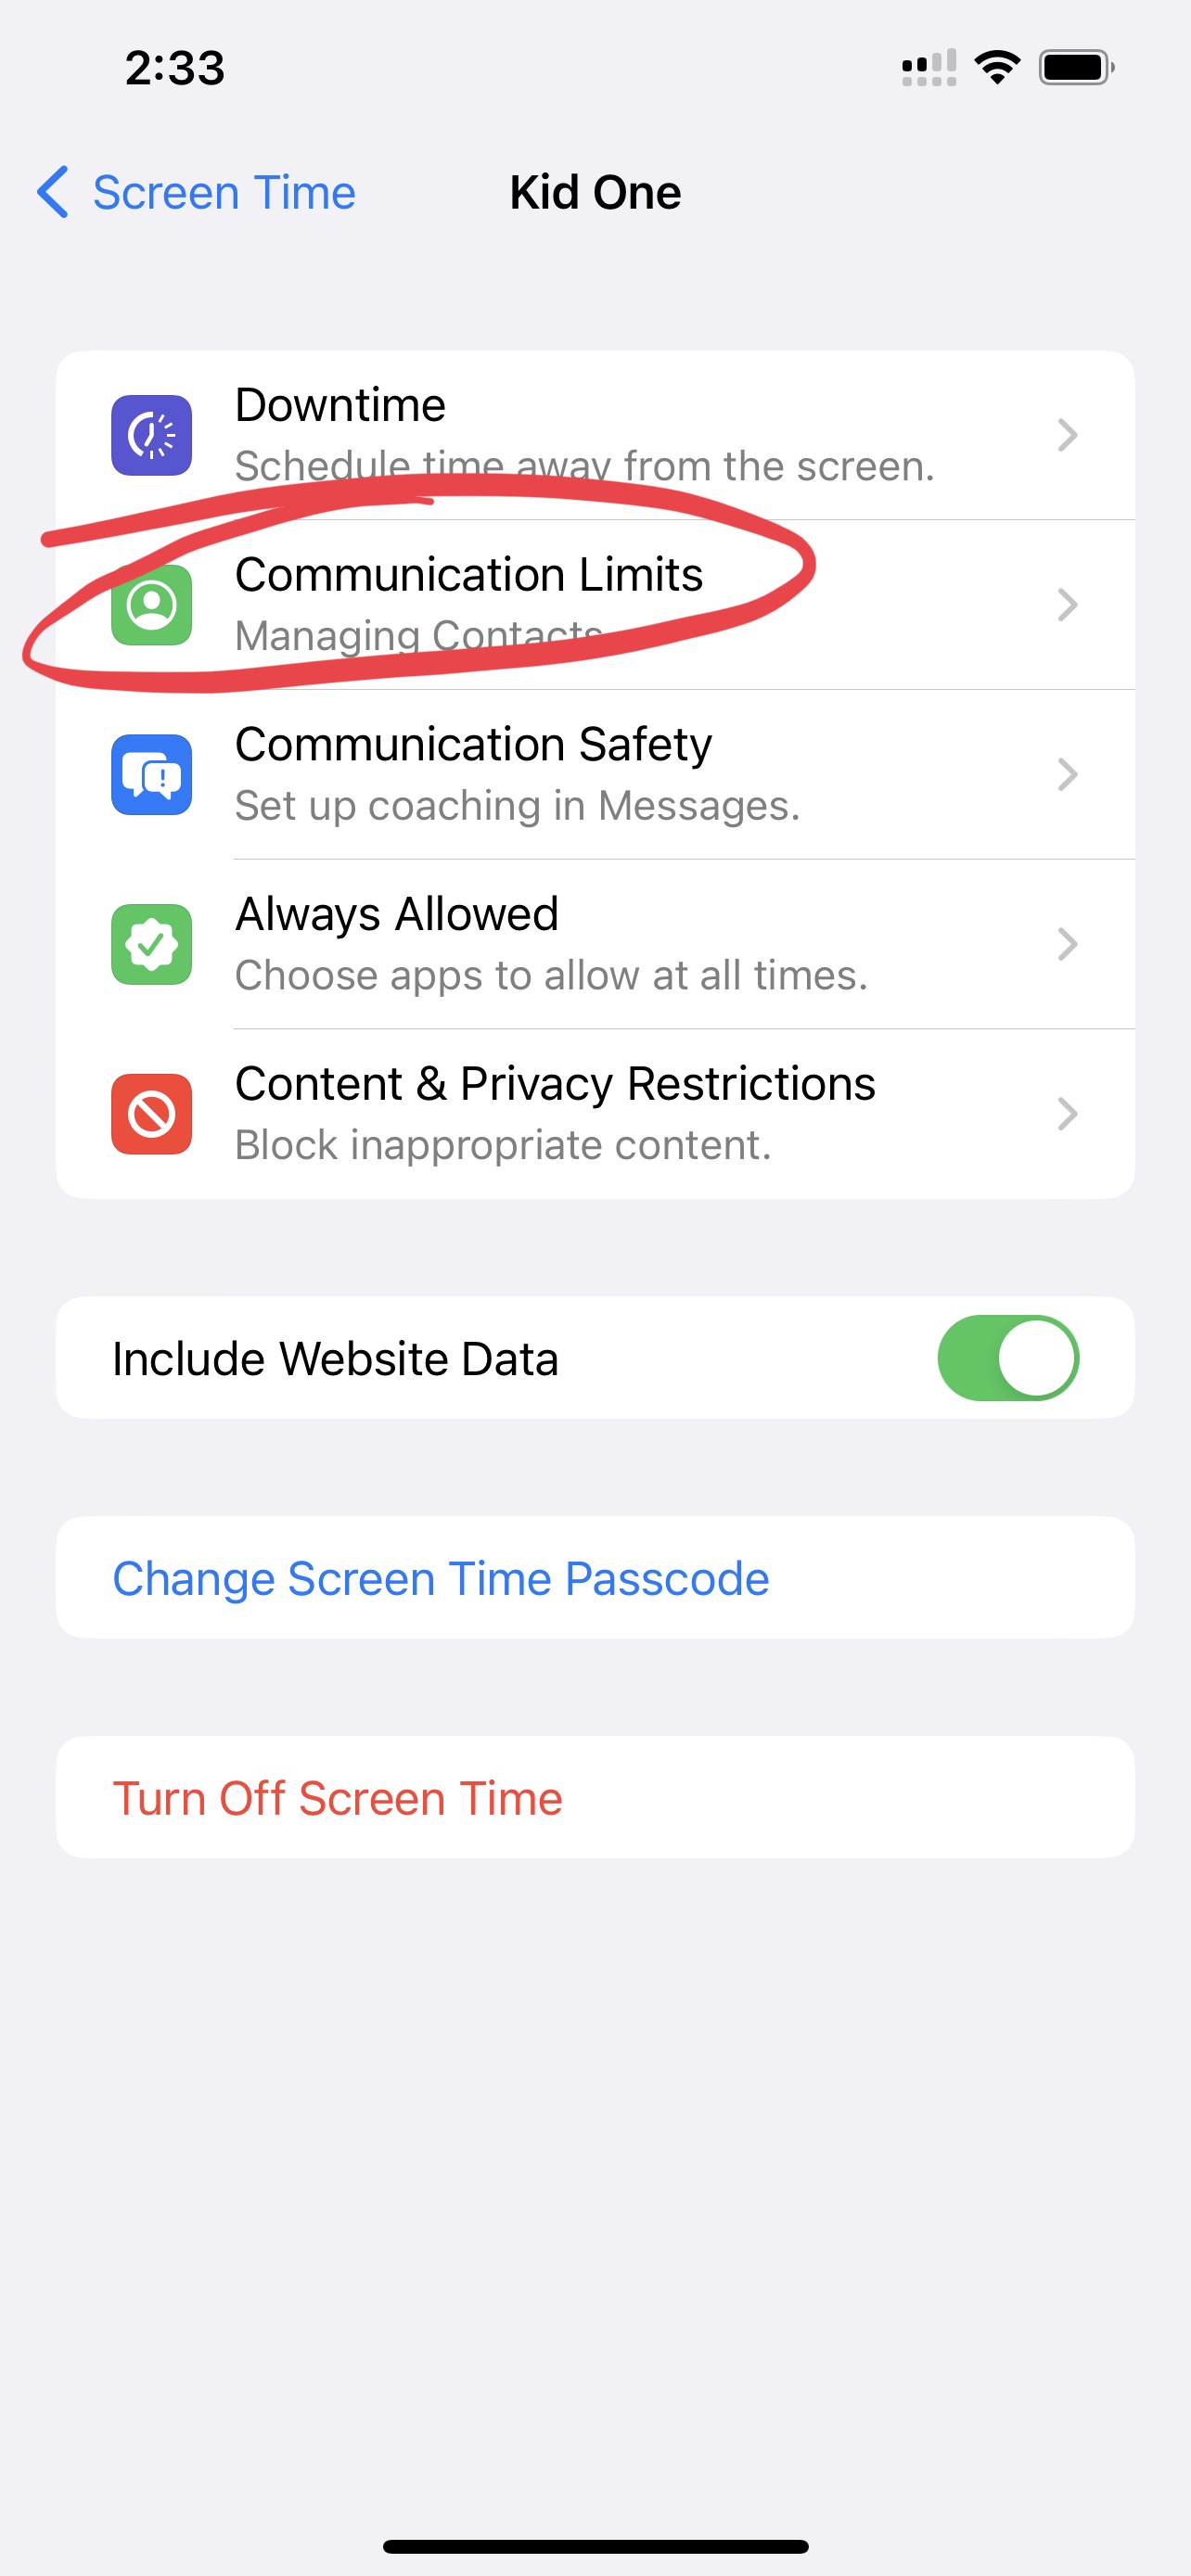 2:33
Screen Time
Kid One
Downtime
Schedule time away from the screen.
Communication Limits
Managing Contacts
Communication Safety
Set up coaching in Messages.
Always Allowed
Choose apps to allow at all times.
Content & Privacy Restrictions
Block inappropriate content.
Include Website Data
Change Screen Time Passcode
Turn Off Screen Time